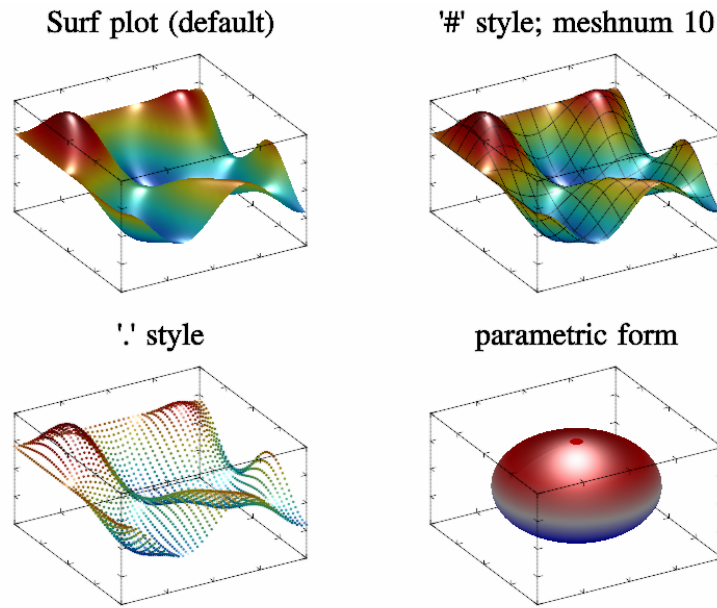 Surf plot (default)
'#' style; meshnum 10
'.' style
parametric form